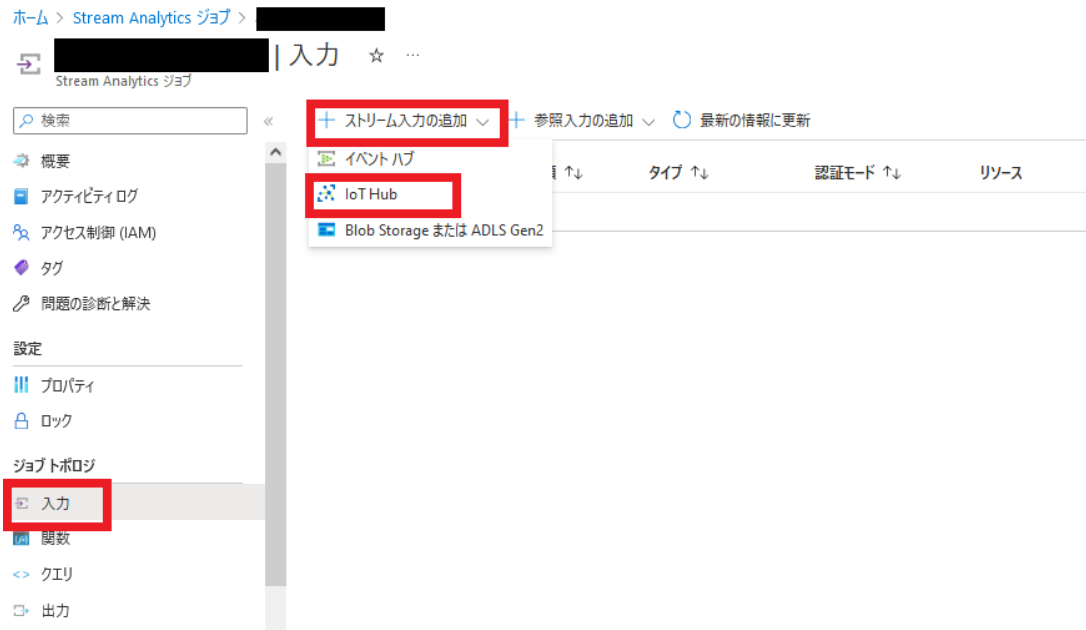 ホーム > Stream Analytics ジョブ >
| 入力 ☆ …
Stream Analytics ジョブ
検索 «
+ ストリーム入力の追加 + 参照入力の追加 最新の情報に更新
概要
イベント ハブ
アクティビティ ログ
↑↓ タイプ ↑↓ 認証モード ↑↓ リソース
IoT Hub
アクセス制御 (IAM)
Blob Storage または ADLS Gen2
タグ
問題の診断と解決
設定
プロパティ
ロック
ジョブ トポロジ
入力
関数
クエリ
出力